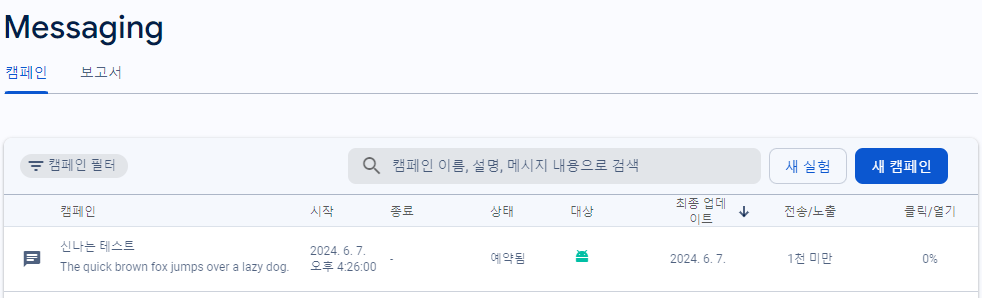 Messaging
캠페인 보고서
캠페인 필터 캠페인 이름, 설명, 메시지 내용으로 검색 새 실험 새 캠페인
캠페인 시작 종료 상태 대상 최종 업데
이트 전송/노출 클릭/열기
신나는 테스트
The quick brown fox jumps over a lazy dog.
2024. 6. 7.
오후 4:26:00
- 예약됨 2024. 6. 7. 1천 미만 0%